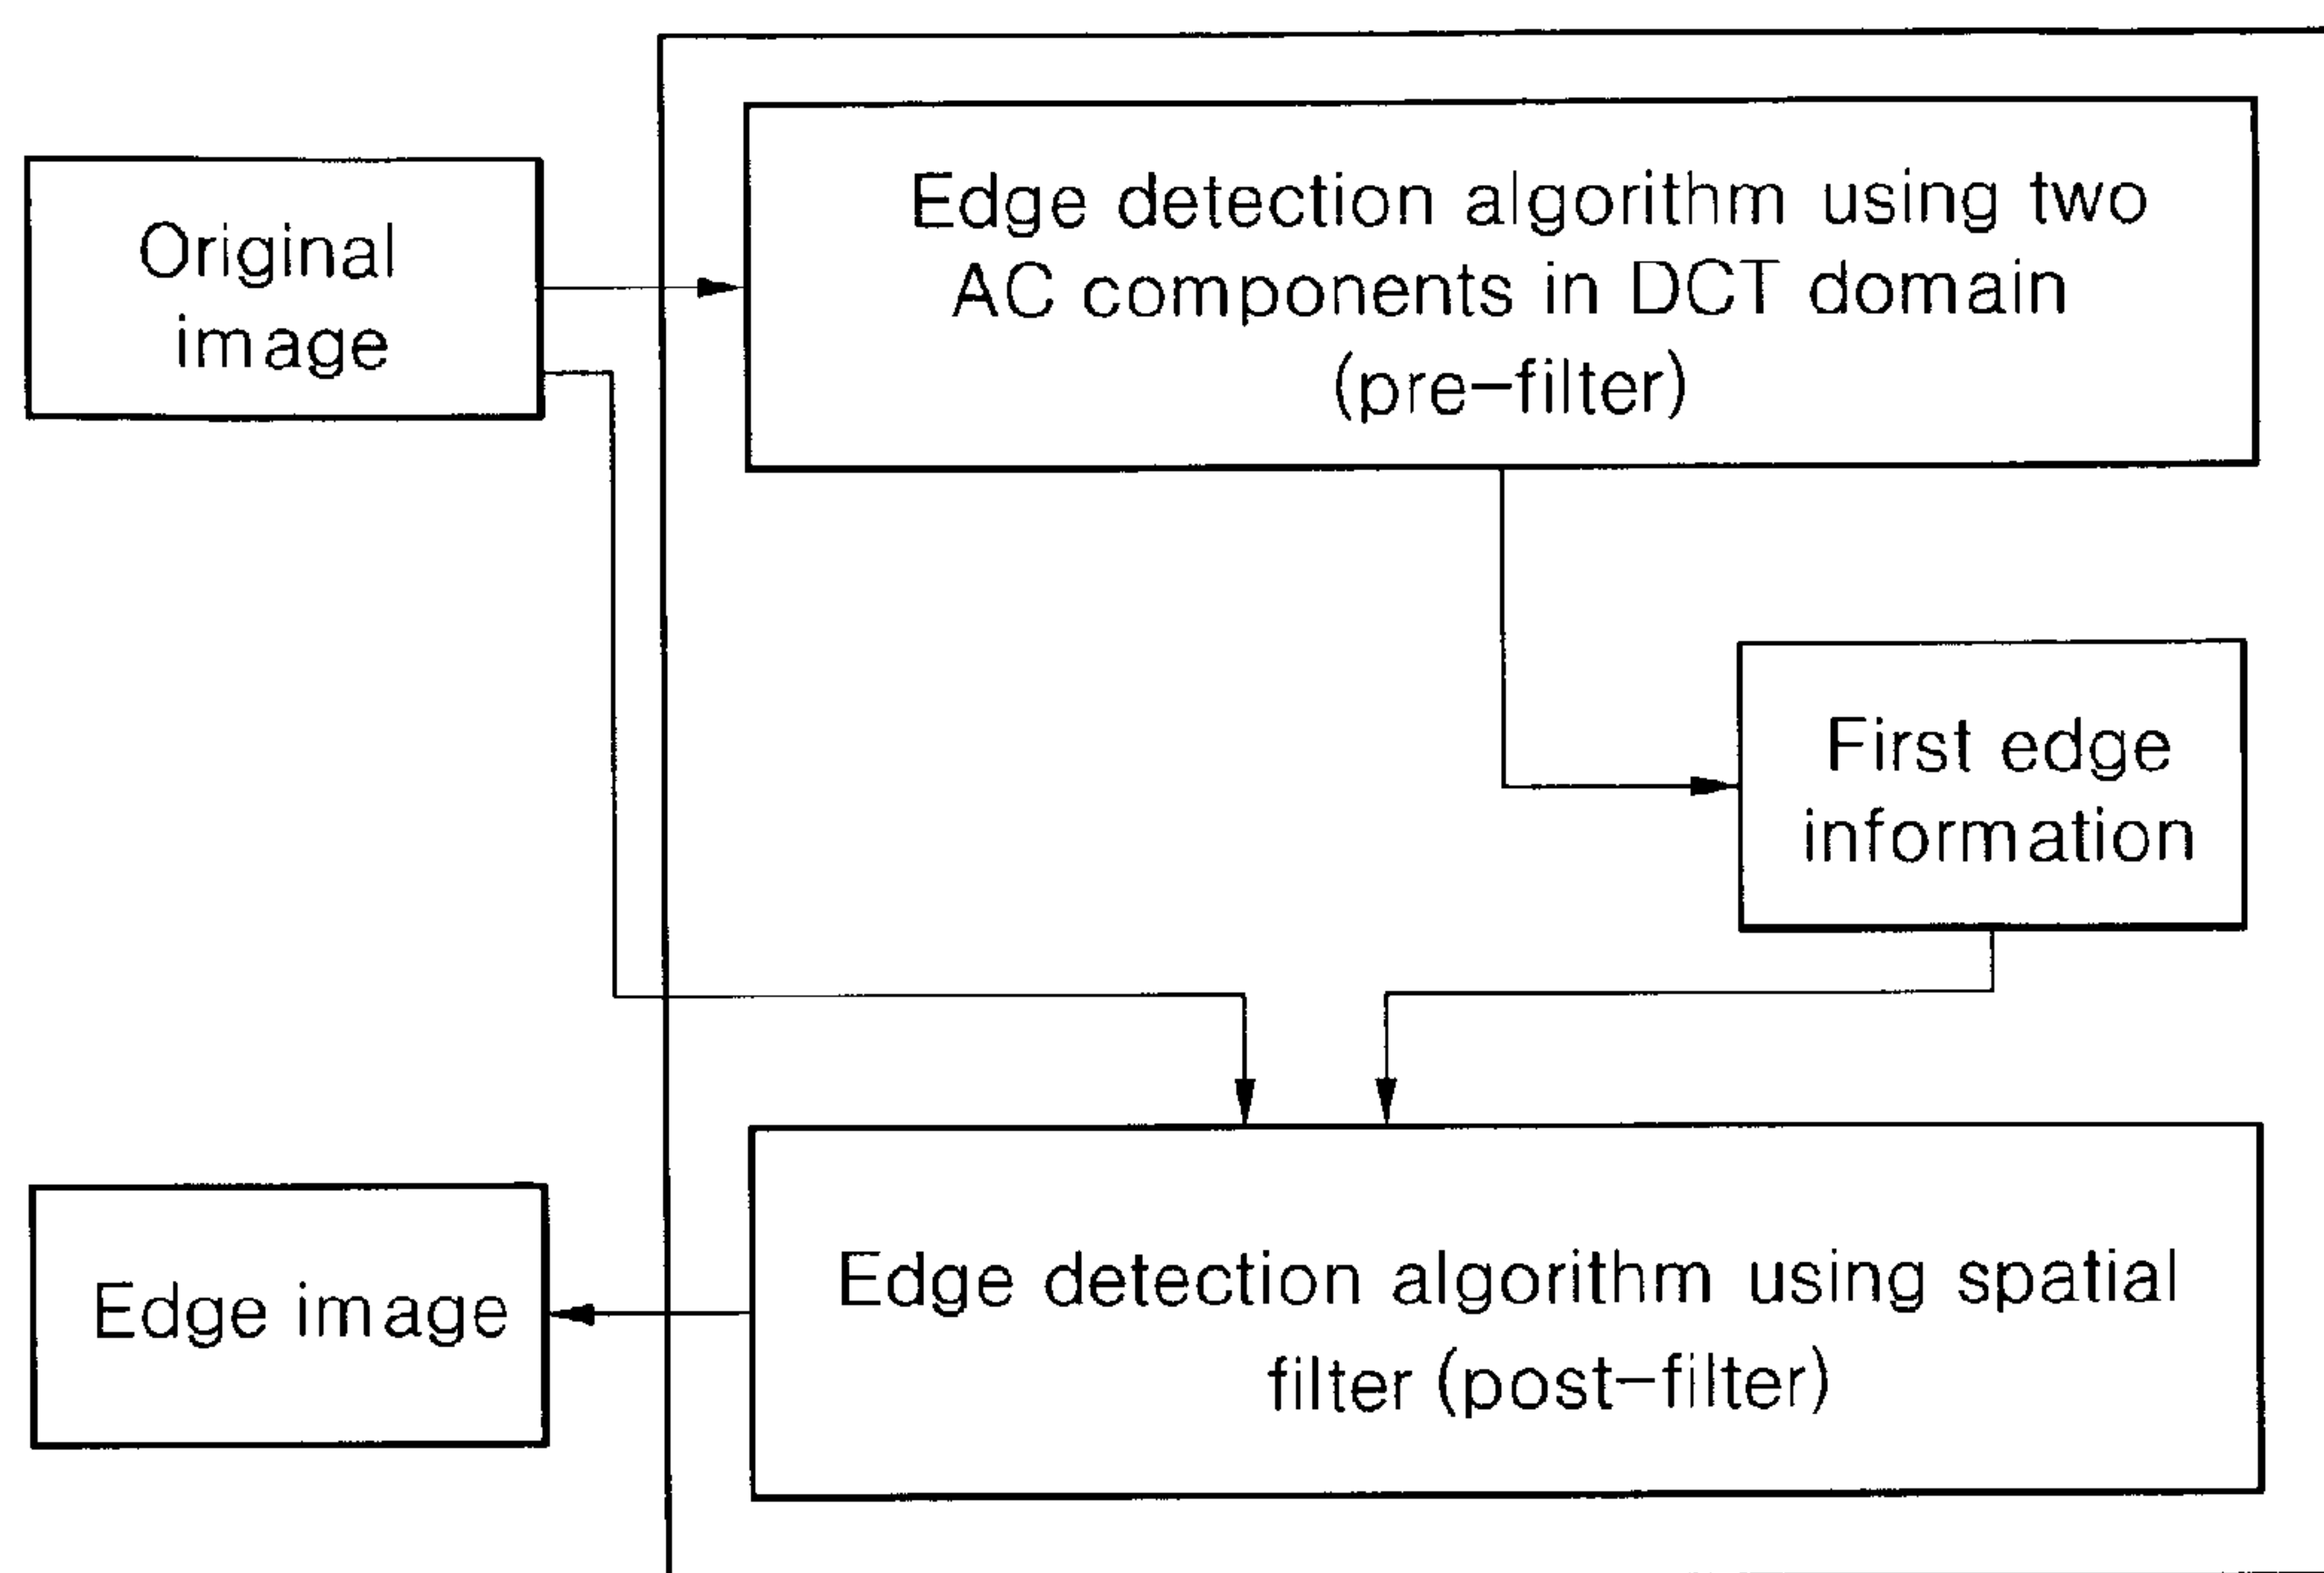 Original
image
Edge detection algorithm using two
AC components in DCT domain
(pre-filter)
First edge
information
Edge image
Edge detection algorithm using spatial
filter (post-filter)